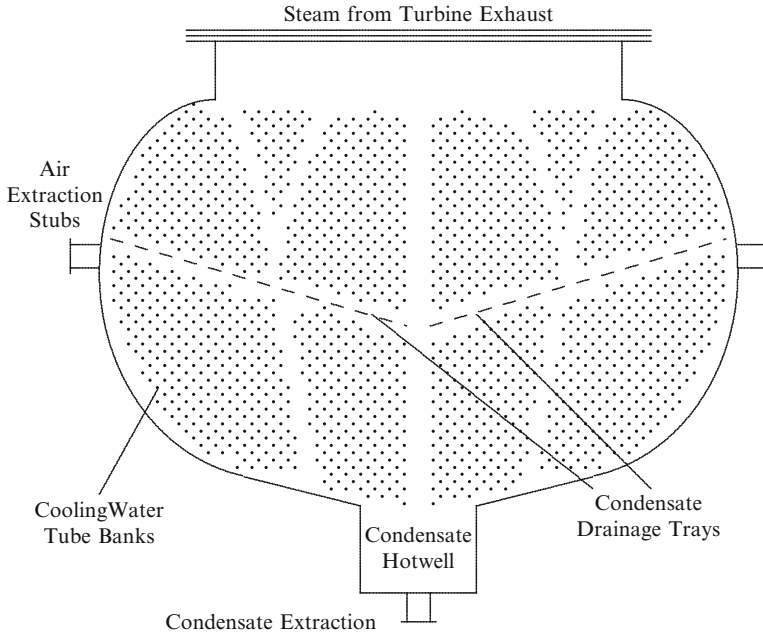 Steam from Turbine Exhaust
Air
Extraction
Stubs
CoolingWater
Tube Banks
Condensate
Hotwell
Condensate
Drainage Trays
Condensate Extraction